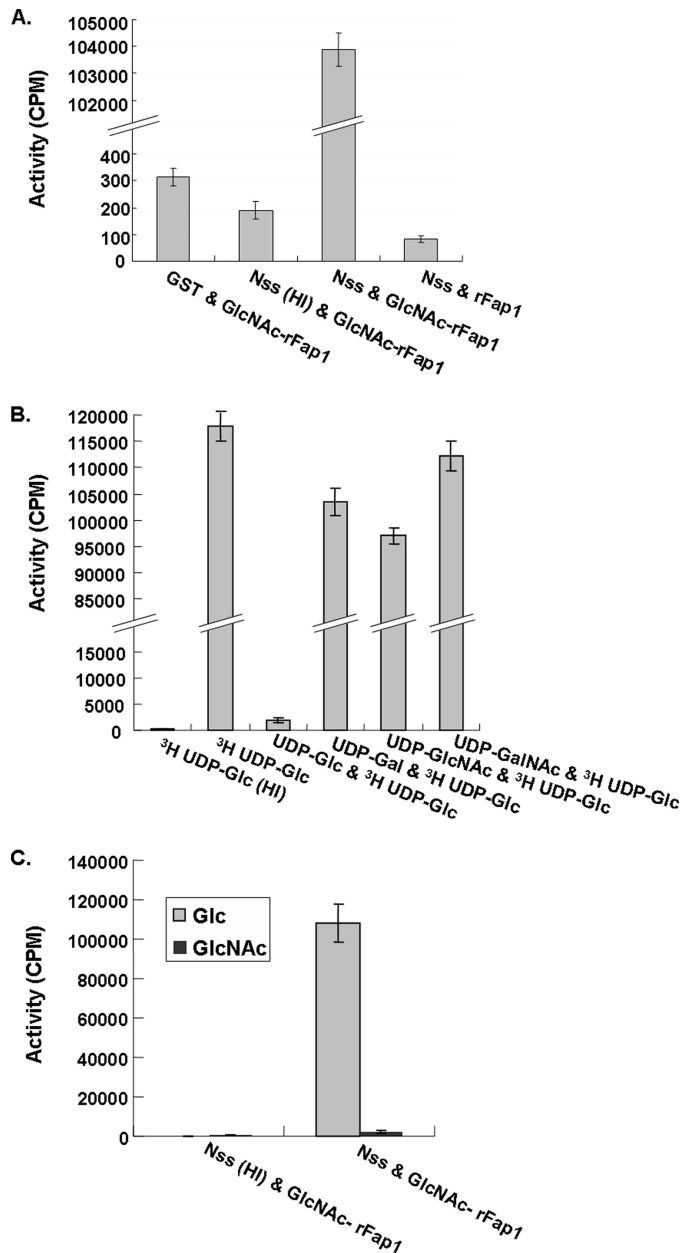 A.
Activity (CPM)
105000
104000
103000
102000
400
300
200
100
0
GST & GlcNAc-rFap1
Nss (HI) & GlcNAc-rFap1
Nss & GlcNAc-rFap1
Nss & rFap1
B.
Activity (CPM)
120000
115000
110000
105000
100000
95000
90000
85000
15000
10000
5000
0
³H UDP-Glc (HI)
³H UDP-Glc
UDP-Glc & ³H UDP-Glc
UDP-Gal & ³H UDP-Glc
UDP-GlcNAc & ³H UDP-Glc
UDP-GalNAc & ³H UDP-Glc
C.
Activity (CPM)
140000
120000
100000
80000
60000
40000
20000
0
Glc
GlcNAc
Nss (HI) & GlcNAc- rFap1
Nss & GlcNAc- rFap1